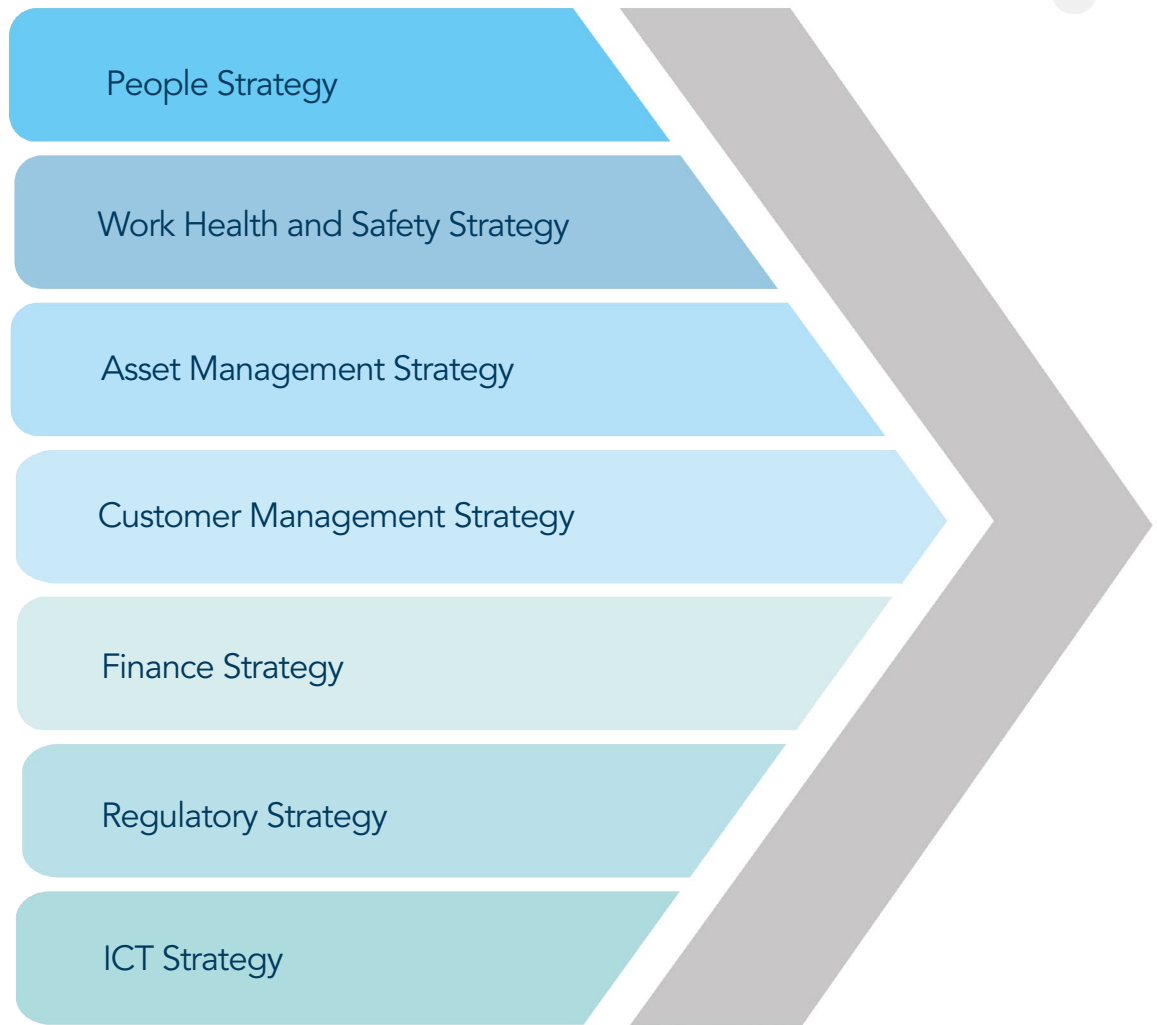 People Strategy
Work Health and Safety Strategy
Asset Management Strategy
Customer Management Strategy
Finance Strategy
Regulatory Strategy
ICT Strategy